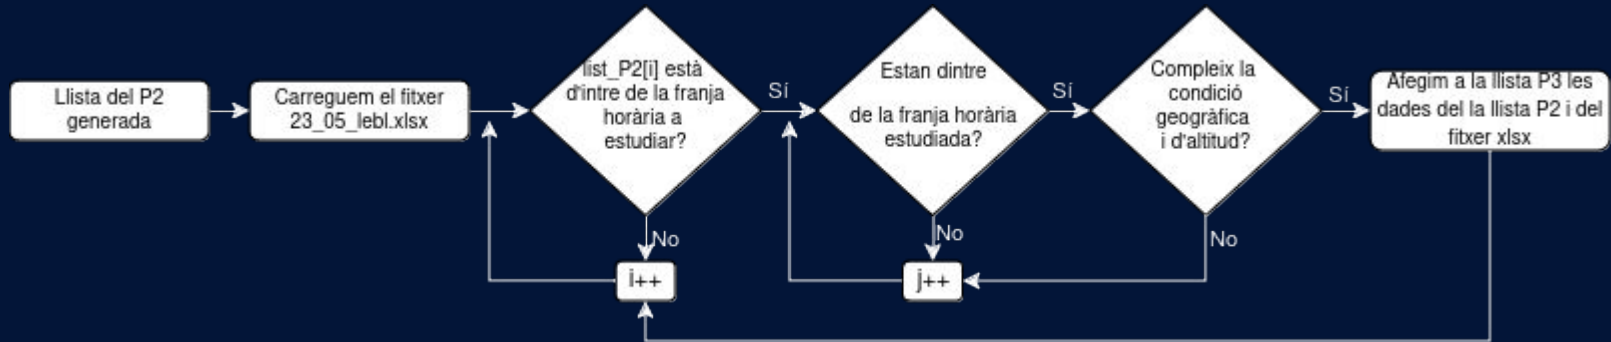 Llista del P2
generada
Carreguem el fitxer
23_05_lebl.xlsx
list_P2[i] està
d'intre de la franja
horària a
estudiar?
Sí
No
i++
Estan dintre
de la franja horària
estudiada?
Sí
No
j++
Compleix la
condició
geogràfica
i d'altitud?
Sí
No
Afegim a la llista P3 les
dades del la llista P2 i del
fitxer xlsx